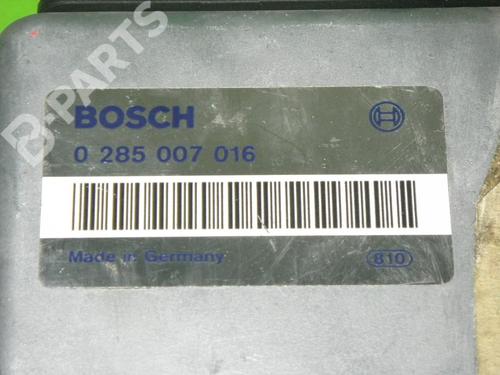 B-PARTS
BOSCH
0 285 007 016
Made in Germany
810